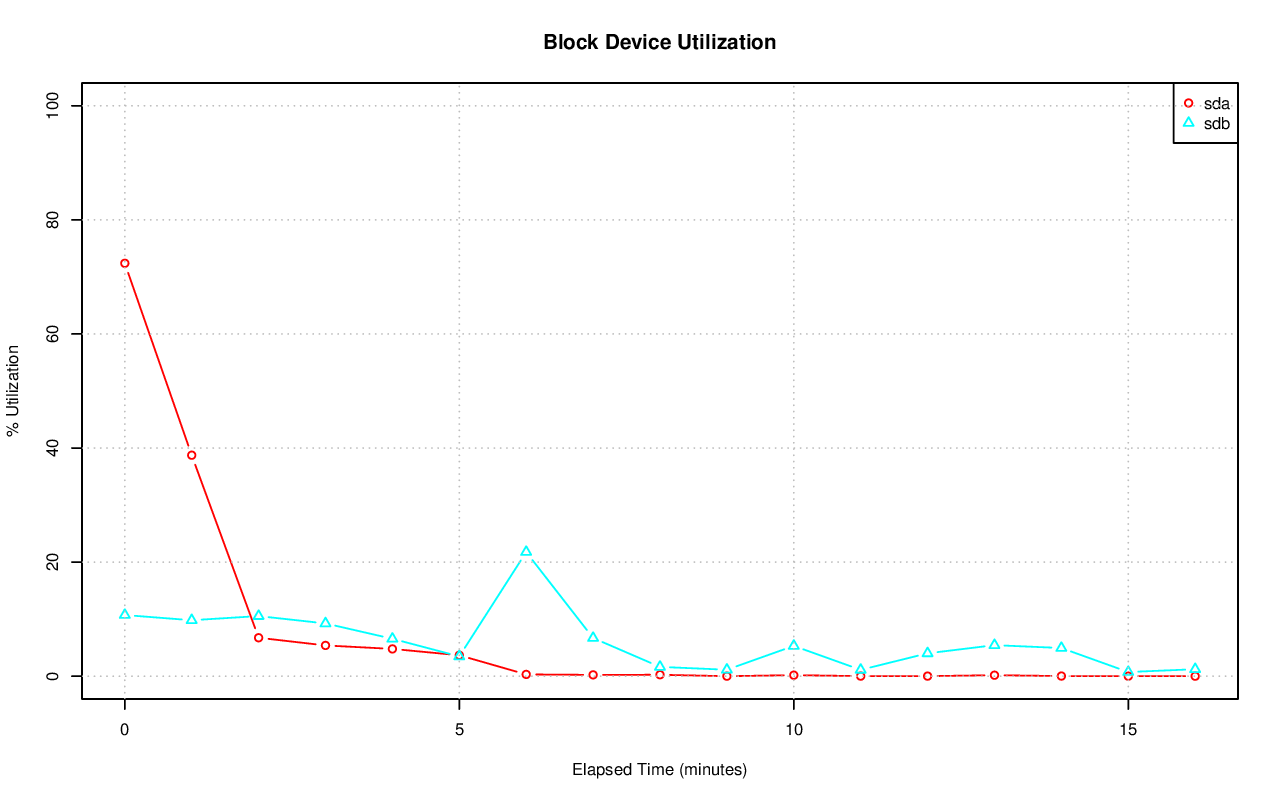 Block Device Utilization
sda
sdb
% Utilization
100
80
60
40
20
0
0 5 10 15
Elapsed Time (minutes)